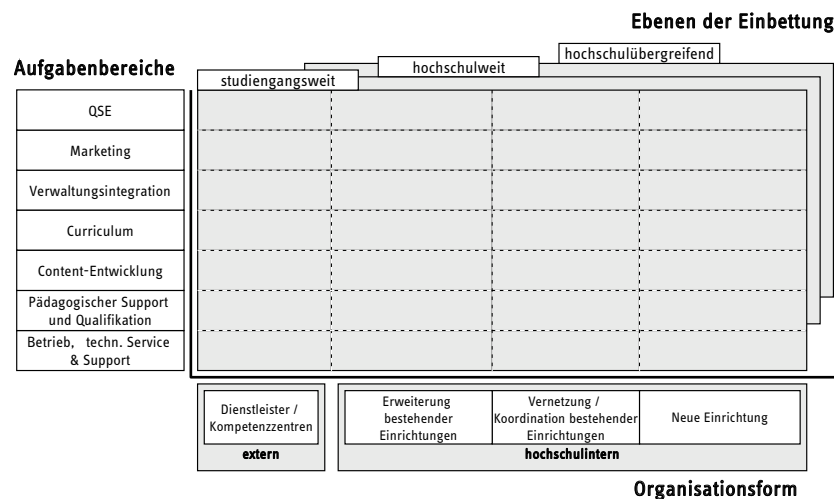 Ebenen der Einbettung
hochschulübergreifend
hochschulweit
studiengangsweit
Aufgabenbereiche
QSE
Marketing
Verwaltungsintegration
Curriculum
Content-Entwicklung
Pädagogischer Support
und Qualifikation
Betrieb, techn. Service
& Support
Dienstleister /
Kompetenzzentren
extern
Erweiterung
bestehender
Einrichtungen
Vernetzung /
Koordination bestehender
Einrichtungen
Neue Einrichtung
hochschulintern
Organisationsform